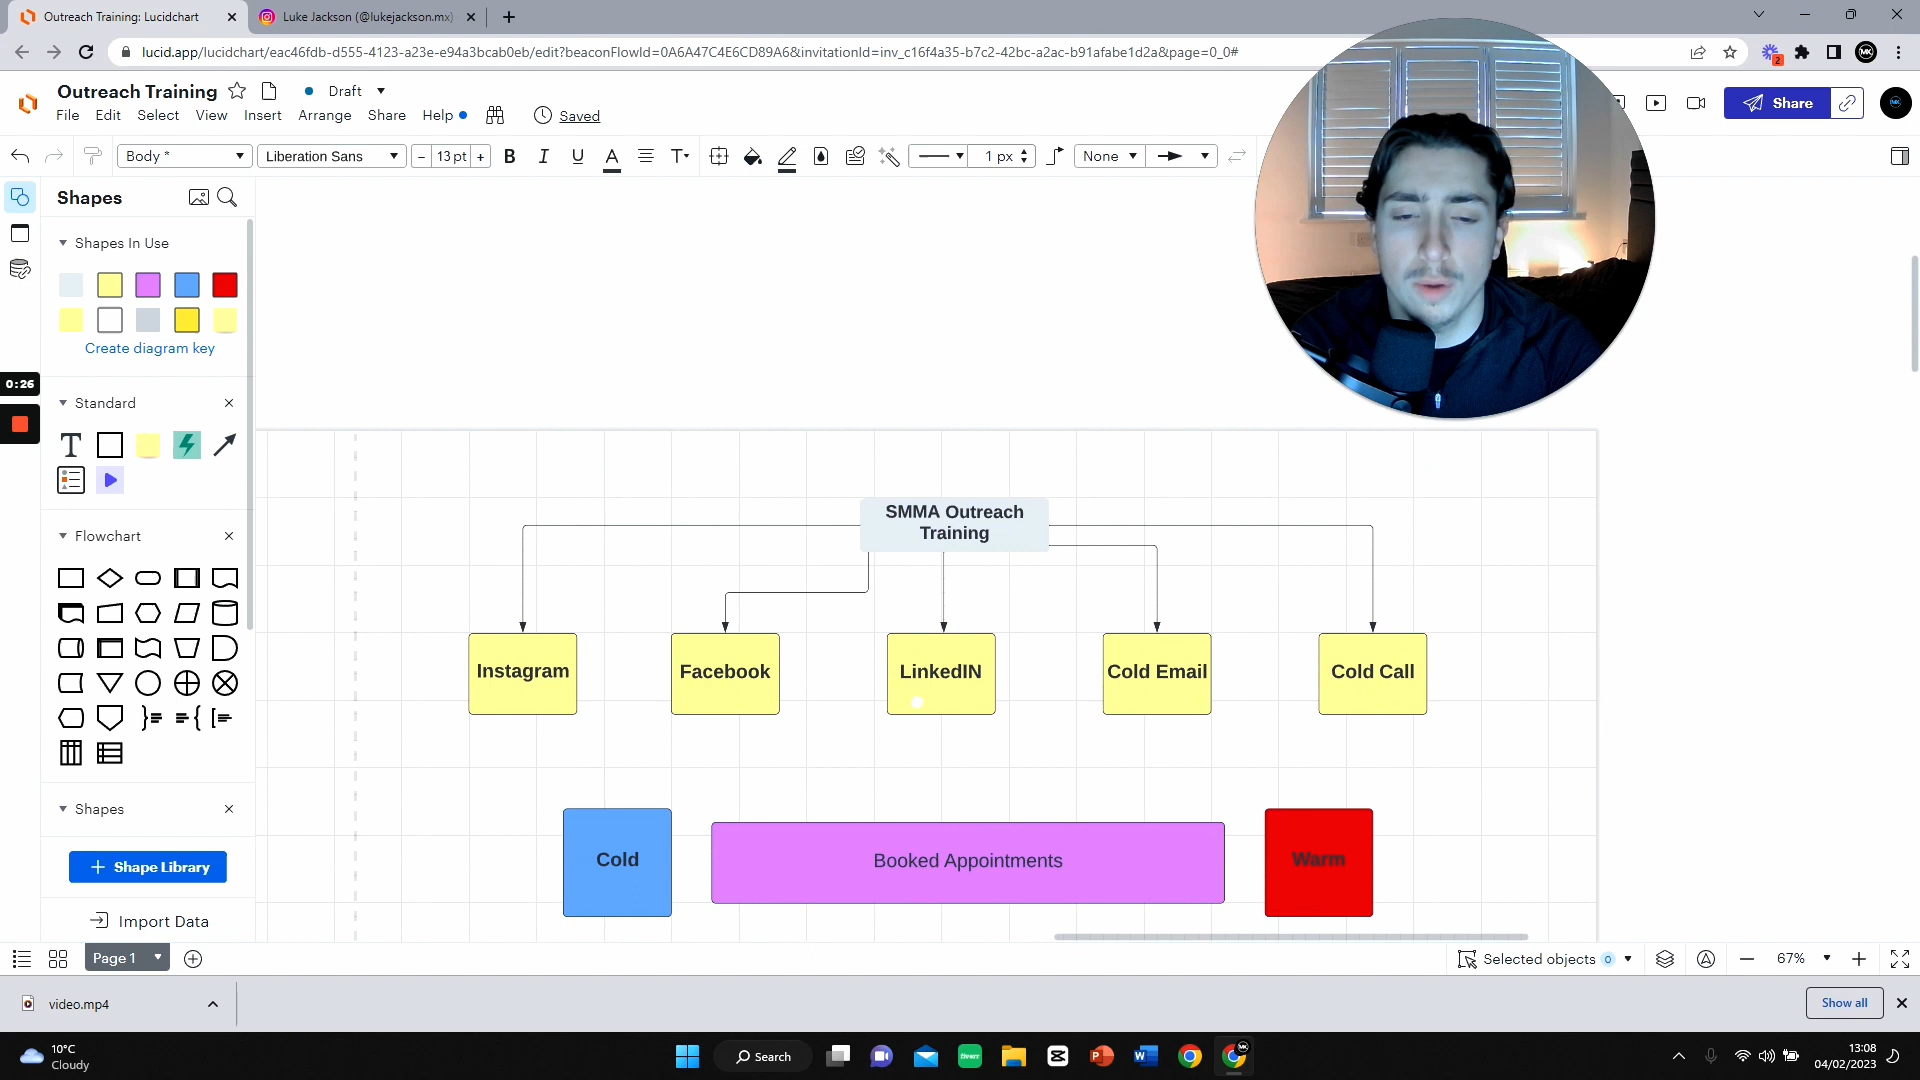 Outreach Training: Lucidchart
Luke Jackson (@lukejackson.mx)
lucid.app/lucidchart/eac46fdb-d555-4123-a23e-e94a3bcab0eb/edit?beaconFlowId=0A6A47C4E6CD89A6&invitationId=inv_c16f4a35-b7c2-42bc-a2ac-b91afabe1d2a&page=0_0#
2
MK
Outreach Training
Draft
File Edit Select View Insert Arrange Share Help
Saved
Share
Body *
Liberation Sans
- 13 pt +
B I U A T
1 px
None
Shapes
Shapes In Use
Create diagram key
0:26
Standard
T
Flowchart
Shapes
+ Shape Library
Import Data
SMMA Outreach
Training
Instagram
Facebook
LinkedIN
Cold Email
Cold Call
Cold
Booked Appointments
Warm
Page 1
Selected objects 0
67%
video.mp4
Show all
10°C
Cloudy
Search
fiverr
MK
13:08
04/02/2023